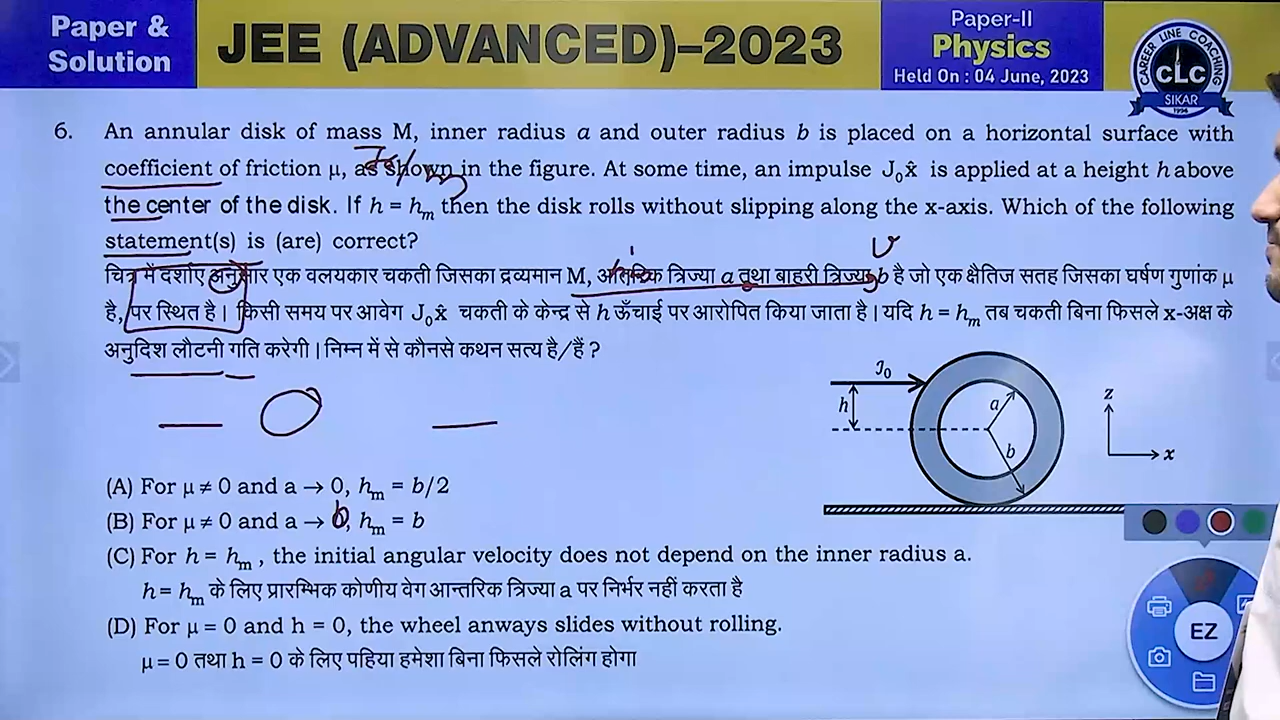 Paper &
Solution
JEE (ADVANCED)–2023
Paper-II
Physics
Held On : 04 June, 2023
CAREER LINE COACHING
CLC
SIKAR
1996
6. An annular disk of mass M, inner radius a and outer radius b is placed on a horizontal surface with
coefficient of friction μ, as shown in the figure. At some time, an impulse J₀x̂ is applied at a height h above
the center of the disk. If h = hₘ then the disk rolls without slipping along the x-axis. Which of the following
statement(s) is (are) correct?
चित्र में दर्शाए अनुसार एक वलयकार चकती जिसका द्रव्यमान M, आंतरिक त्रिज्या a तथा बाहरी त्रिज्या b है जो एक क्षैतिज सतह जिसका घर्षण गुणांक μ
है, पर स्थित है। किसी समय पर आवेग J₀x̂ चकती के केन्द्र से h ऊँचाई पर आरोपित किया जाता है। यदि h = hₘ तब चकती बिना फिसले x-अक्ष के
अनुदिश लौटनी गति करेगी। निम्न में से कौनसे कथन सत्य है/हैं ?
J₀
h
a
b
z
x
(A) For μ ≠ 0 and a → 0, hₘ = b/2
(B) For μ ≠ 0 and a → b, hₘ = b
(C) For h = hₘ , the initial angular velocity does not depend on the inner radius a.
h = hₘ के लिए प्रारम्भिक कोणीय वेग आन्तरिक त्रिज्या a पर निर्भर नहीं करता है
(D) For μ = 0 and h = 0, the wheel anways slides without rolling.
μ = 0 तथा h = 0 के लिए पहिया हमेशा बिना फिसले रोलिंग होगा
EZ